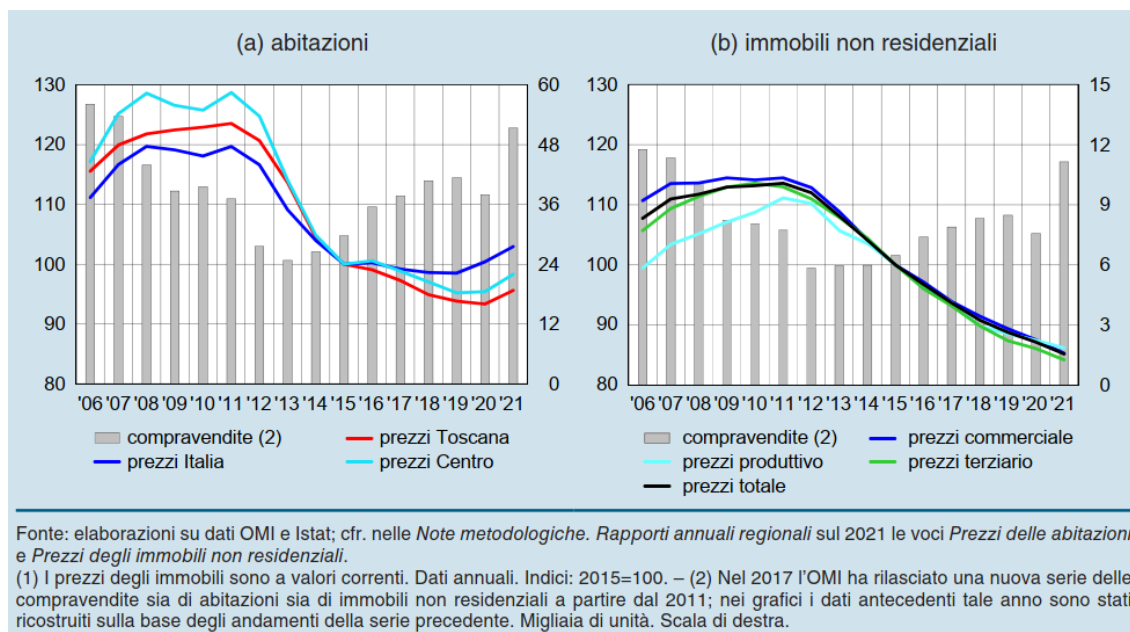 (a) abitazioni
(b) immobili non residenziali
130 60 130 15
120 48 120 12
110 36 110 9
100 24 100 6
90 12 90 3
80 0 80 0
'06 '07 '08 '09 '10 '11 '12 '13 '14 '15 '16 '17 '18 '19 '20 '21
'06 '07 '08 '09 '10 '11 '12 '13 '14 '15 '16 '17 '18 '19 '20 '21
compravendite (2) prezzi Toscana
prezzi Italia prezzi Centro
compravendite (2) prezzi commerciale
prezzi produttivo prezzi terziario
prezzi totale
Fonte: elaborazioni su dati OMI e Istat; cfr. nelle Note metodologiche. Rapporti annuali regionali sul 2021 le voci Prezzi delle abitazioni
e Prezzi degli immobili non residenziali.
(1) I prezzi degli immobili sono a valori correnti. Dati annuali. Indici: 2015=100. – (2) Nel 2017 l'OMI ha rilasciato una nuova serie delle
compravendite sia di abitazioni sia di immobili non residenziali a partire dal 2011; nei grafici i dati antecedenti tale anno sono stati
ricostruiti sulla base degli andamenti della serie precedente. Migliaia di unità. Scala di destra.